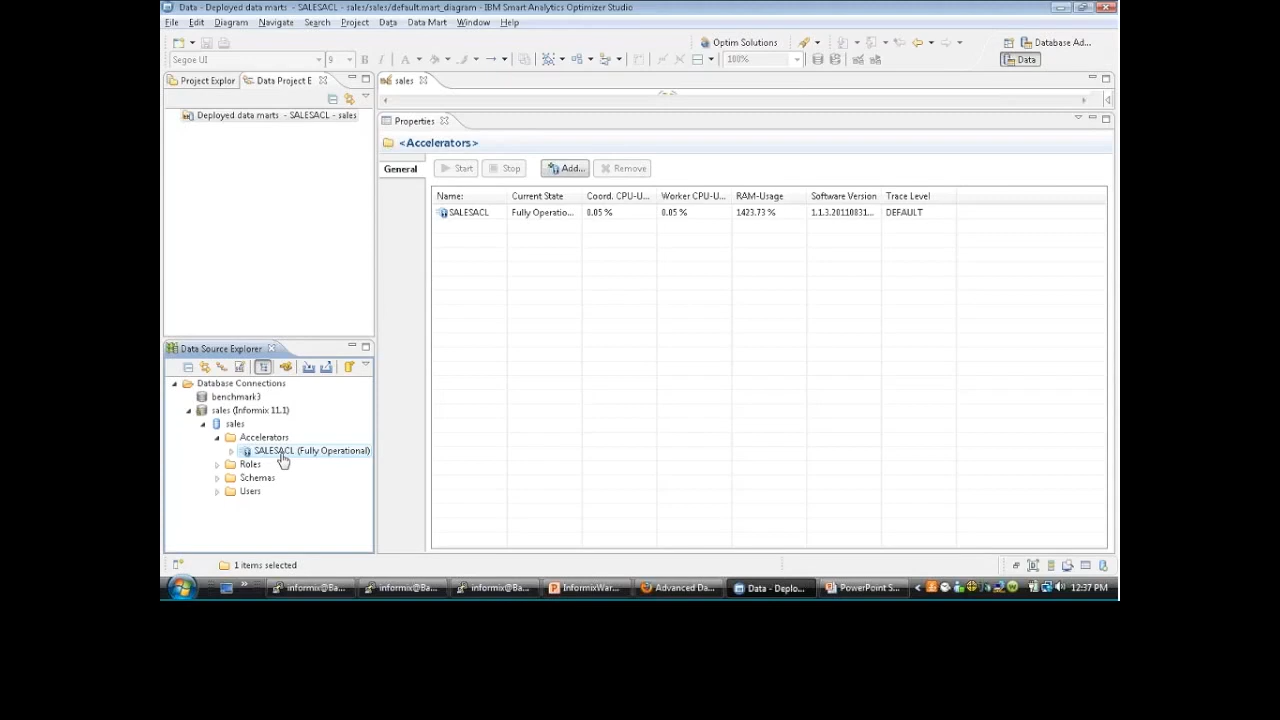 Data - Deployed data marts - SALESACL - sales/sales/default.mart_diagram - IBM Smart Analytics Optimizer Studio
File Edit Diagram Navigate Search Project Data Data Mart Window Help
Optim Solutions
Database Ad...
Segoe UI 9 B I A 100%
Data
Project Explor
Data Project E
sales
Deployed data marts - SALESACL - sales
Properties
<Accelerators>
General
Start Stop Add... Remove
Name: Current State Coord. CPU-U... Worker CPU-U... RAM-Usage Software Version Trace Level
SALESACL Fully Operatio... 0.05 % 0.05 % 1423.73 % 1.1.3.20110831... DEFAULT
Data Source Explorer
Database Connections
benchmark3
sales (Informix 11.1)
sales
Accelerators
SALESACL (Fully Operational)
Roles
Schemas
Users
1 items selected
informix@Ba... informix@Ba... informix@Ba... InformixWar... Advanced Da... Data - Deplo... PowerPoint S... 12:37 PM